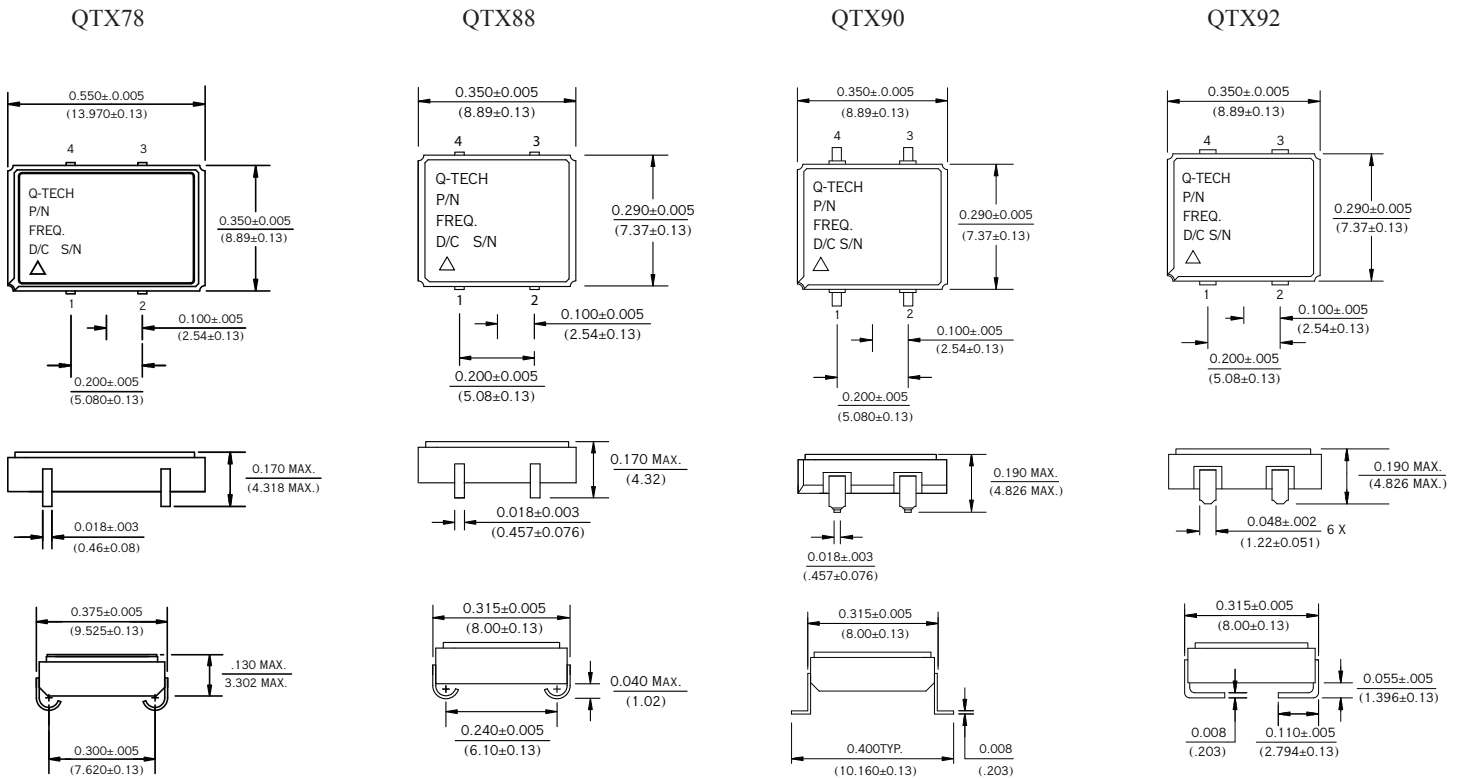 QTX78
0.550±.0.005
(13.970±0.13)
4 3
Q-TECH
P/N
FREQ.
D/C S/N
0.350±0.005
(8.89±0.13)
1 2
0.100±.005
(2.54±0.13)
0.200±.005
(5.080±0.13)
0.170 MAX.
(4.318 MAX.)
0.018±.003
(0.46±0.08)
0.375±0.005
(9.525±0.13)
.130 MAX.
3.302 MAX.
0.300±.005
(7.620±0.13)
QTX88
0.350±0.005
(8.89±0.13)
4 3
Q-TECH
P/N
FREQ.
D/C S/N
0.290±0.005
(7.37±0.13)
1 2
0.100±0.005
(2.54±0.13)
0.200±0.005
(5.08±0.13)
0.170 MAX.
(4.32)
0.018±0.003
(0.457±0.076)
0.315±0.005
(8.00±0.13)
0.040 MAX.
(1.02)
0.240±0.005
(6.10±0.13)
QTX90
0.350±0.005
(8.89±0.13)
4 3
Q-TECH
P/N
FREQ.
D/C S/N
0.290±0.005
(7.37±0.13)
1 2
0.100±0.005
(2.54±0.13)
0.200±.005
(5.080±0.13)
0.190 MAX.
(4.826 MAX.)
0.018±.003
(.457±0.076)
0.315±0.005
(8.00±0.13)
0.400TYP.
(10.160±0.13)
0.008
(.203)
QTX92
0.350±0.005
(8.89±0.13)
4 3
Q-TECH
P/N
FREQ.
D/C S/N
0.290±0.005
(7.37±0.13)
1 2
0.100±.005
(2.54±0.13)
0.200±.005
(5.08±0.13)
0.190 MAX.
(4.826 MAX.)
0.048±.002
(1.22±0.051)
6 X
0.315±0.005
(8.00±0.13)
0.055±.005
(1.396±0.13)
0.008
(.203)
0.110±.005
(2.794±0.13)